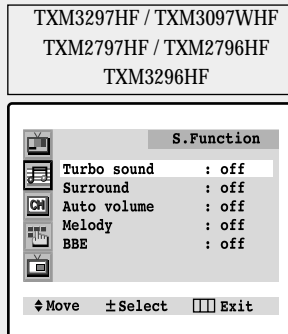 TXM3297HF / TXM3097WHF
TXM2797HF / TXM2796HF
TXM3296HF
S.Function
Turbo sound : off
Surround : off
CH Auto volume : off
Melody : off
BBE : off
Move ±Select Exit